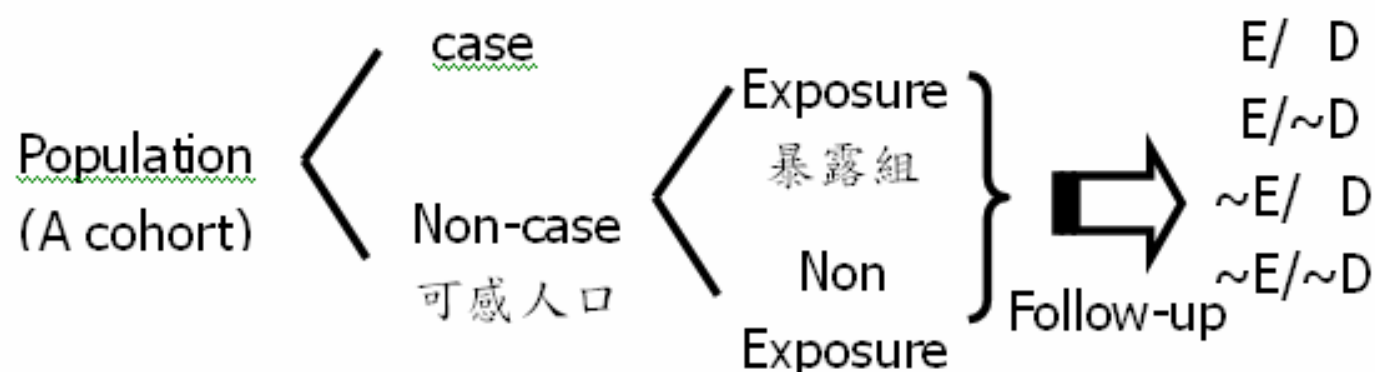 Population
(A cohort)
case
Non-case
可感人口
Exposure
暴露組
Non
Exposure
Follow-up
E/ D
E/~D
~E/ D
~E/~D